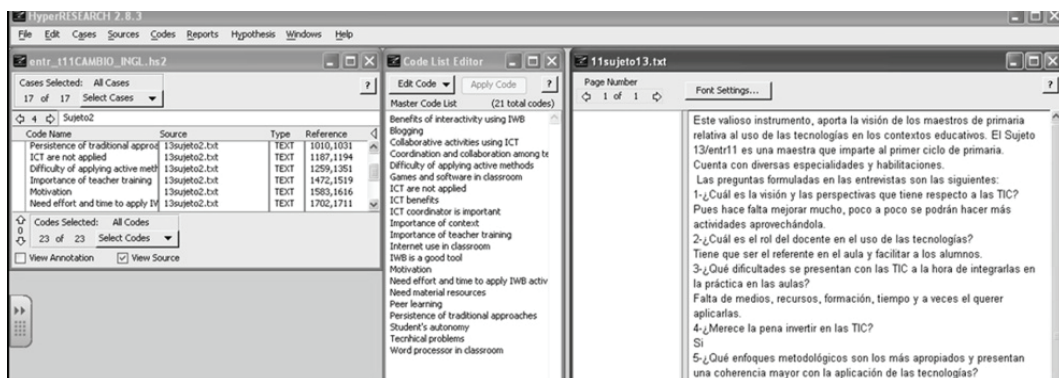 HyperRESEARCH 2.8.3
File Edit Cases Sources Codes Reports Hypothesis Windows Help
entr_t11CAMBIO_INGL.hs2
Cases Selected: All Cases
?
17 of 17 Select Cases
4 Sujeto2
Code Name Source Type Reference
Persistence of traditional approac 13sujeto2.txt TEXT 1010,1031
ICT are not applied 13sujeto2.txt TEXT 1187,1194
Difficulty of applying active meth 13sujeto2.txt TEXT 1259,1351
Importance of teacher training 13sujeto2.txt TEXT 1472,1519
Motivation 13sujeto2.txt TEXT 1583,1616
Need effort and time to apply IV 13sujeto2.txt TEXT 1702,1711
Codes Selected: All Codes
0
23 of 23 Select Codes
View Annotation View Source
Code List Editor
Edit Code Apply Code ?
Master Code List (21 total codes)
Benefits of interactivity using IWB
Blogging
Collaborative activities using ICT
Coordination and collaboration among te
Difficulty of applying active methods
Games and software in classroom
ICT are not applied
ICT benefits
ICT coordinator is important
Importance of context
Importance of teacher training
Internet use in classroom
IWB is a good tool
Motivation
Need effort and time to apply IWB activ
Need material resources
Peer learning
Persistence of traditional approaches
Student's autonomy
Tecnhical problems
Word processor in classroom
11sujeto13.txt
Page Number
1 of 1
Font Settings...
?
Este valioso instrumento, aporta la visión de los maestros de primaria
relativa al uso de las tecnologías en los contextos educativos. El Sujeto
13/entr11 es una maestra que imparte al primer ciclo de primaria.
Cuenta con diversas especialidades y habilitaciones.
Las preguntas formuladas en las entrevistas son las siguientes:
1-¿Cuál es la visión y las perspectivas que tiene respecto a las TIC?
Pues hace falta mejorar mucho, poco a poco se podrán hacer más
actividades aprovechándola.
2-¿Cuál es el rol del docente en el uso de las tecnologías?
Tiene que ser el referente en el aula y facilitar a los alumnos.
3-¿Qué dificultades se presentan con las TIC a la hora de integrarlas en
la práctica en las aulas?
Falta de medios, recursos, formación, tiempo y a veces el querer
aplicarlas.
4-¿Merece la pena invertir en las TIC?
Si
5-¿Qué enfoques metodológicos son los más apropiados y presentan
una coherencia mayor con la aplicación de las tecnologías?